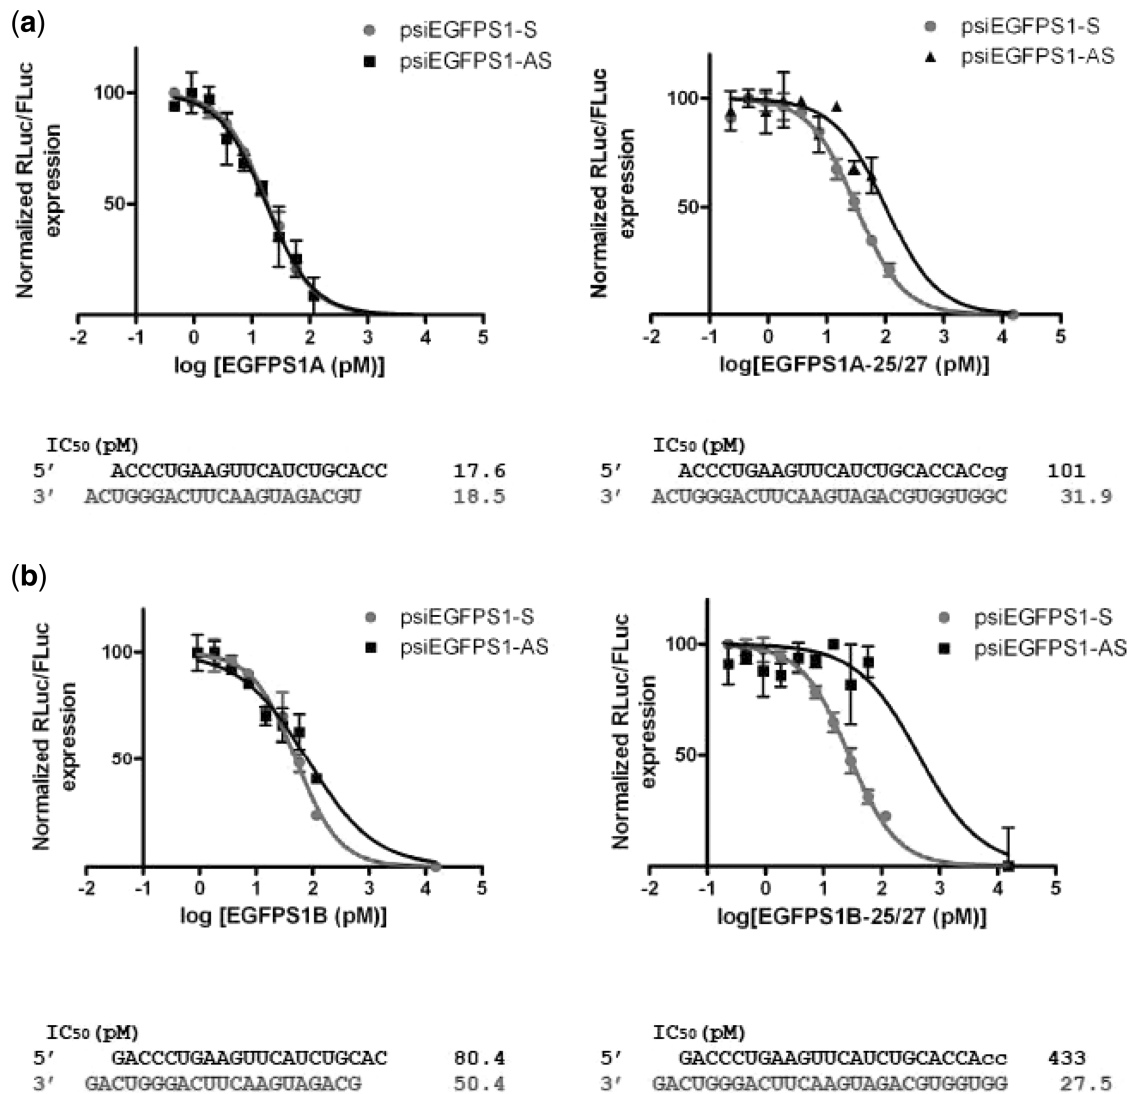 (a)
psiEGFPS1-S
psiEGFPS1-AS
Normalized RLuc/FLuc
expression
100
50
-2 -1 0 1 2 3 4 5
log [EGFPS1A (pM)]
psiEGFPS1-S
psiEGFPS1-AS
Normalized RLuc/FLuc
expression
100
50
-2 -1 0 1 2 3 4 5
log[EGFPS1A-25/27 (pM)]
IC50 (pM)
5′ ACCCUGAAGUUCAUCUGCACC 17.6
3′ ACUGGGACUUCAAGUAGACGU 18.5
IC50 (pM)
5′ ACCCUGAAGUUCAUCUGCACCACcg 101
3′ ACUGGGACUUCAAGUAGACGUGGUGGC 31.9
(b)
psiEGFPS1-S
psiEGFPS1-AS
Normalized RLuc/FLuc
expression
100
50
-2 -1 0 1 2 3 4 5
log [EGFPS1B (pM)]
psiEGFPS1-S
psiEGFPS1-AS
Normalized RLuc/FLuc
expression
100
50
-2 -1 0 1 2 3 4 5
log[EGFPS1B-25/27 (pM)]
IC50 (pM)
5′ GACCCUGAAGUUCAUCUGCAC 80.4
3′ GACUGGGACUUCAAGUAGACG 50.4
IC50 (pM)
5′ GACCCUGAAGUUCAUCUGCACCAcc 433
3′ GACUGGGACUUCAAGUAGACGUGGUGG 27.5